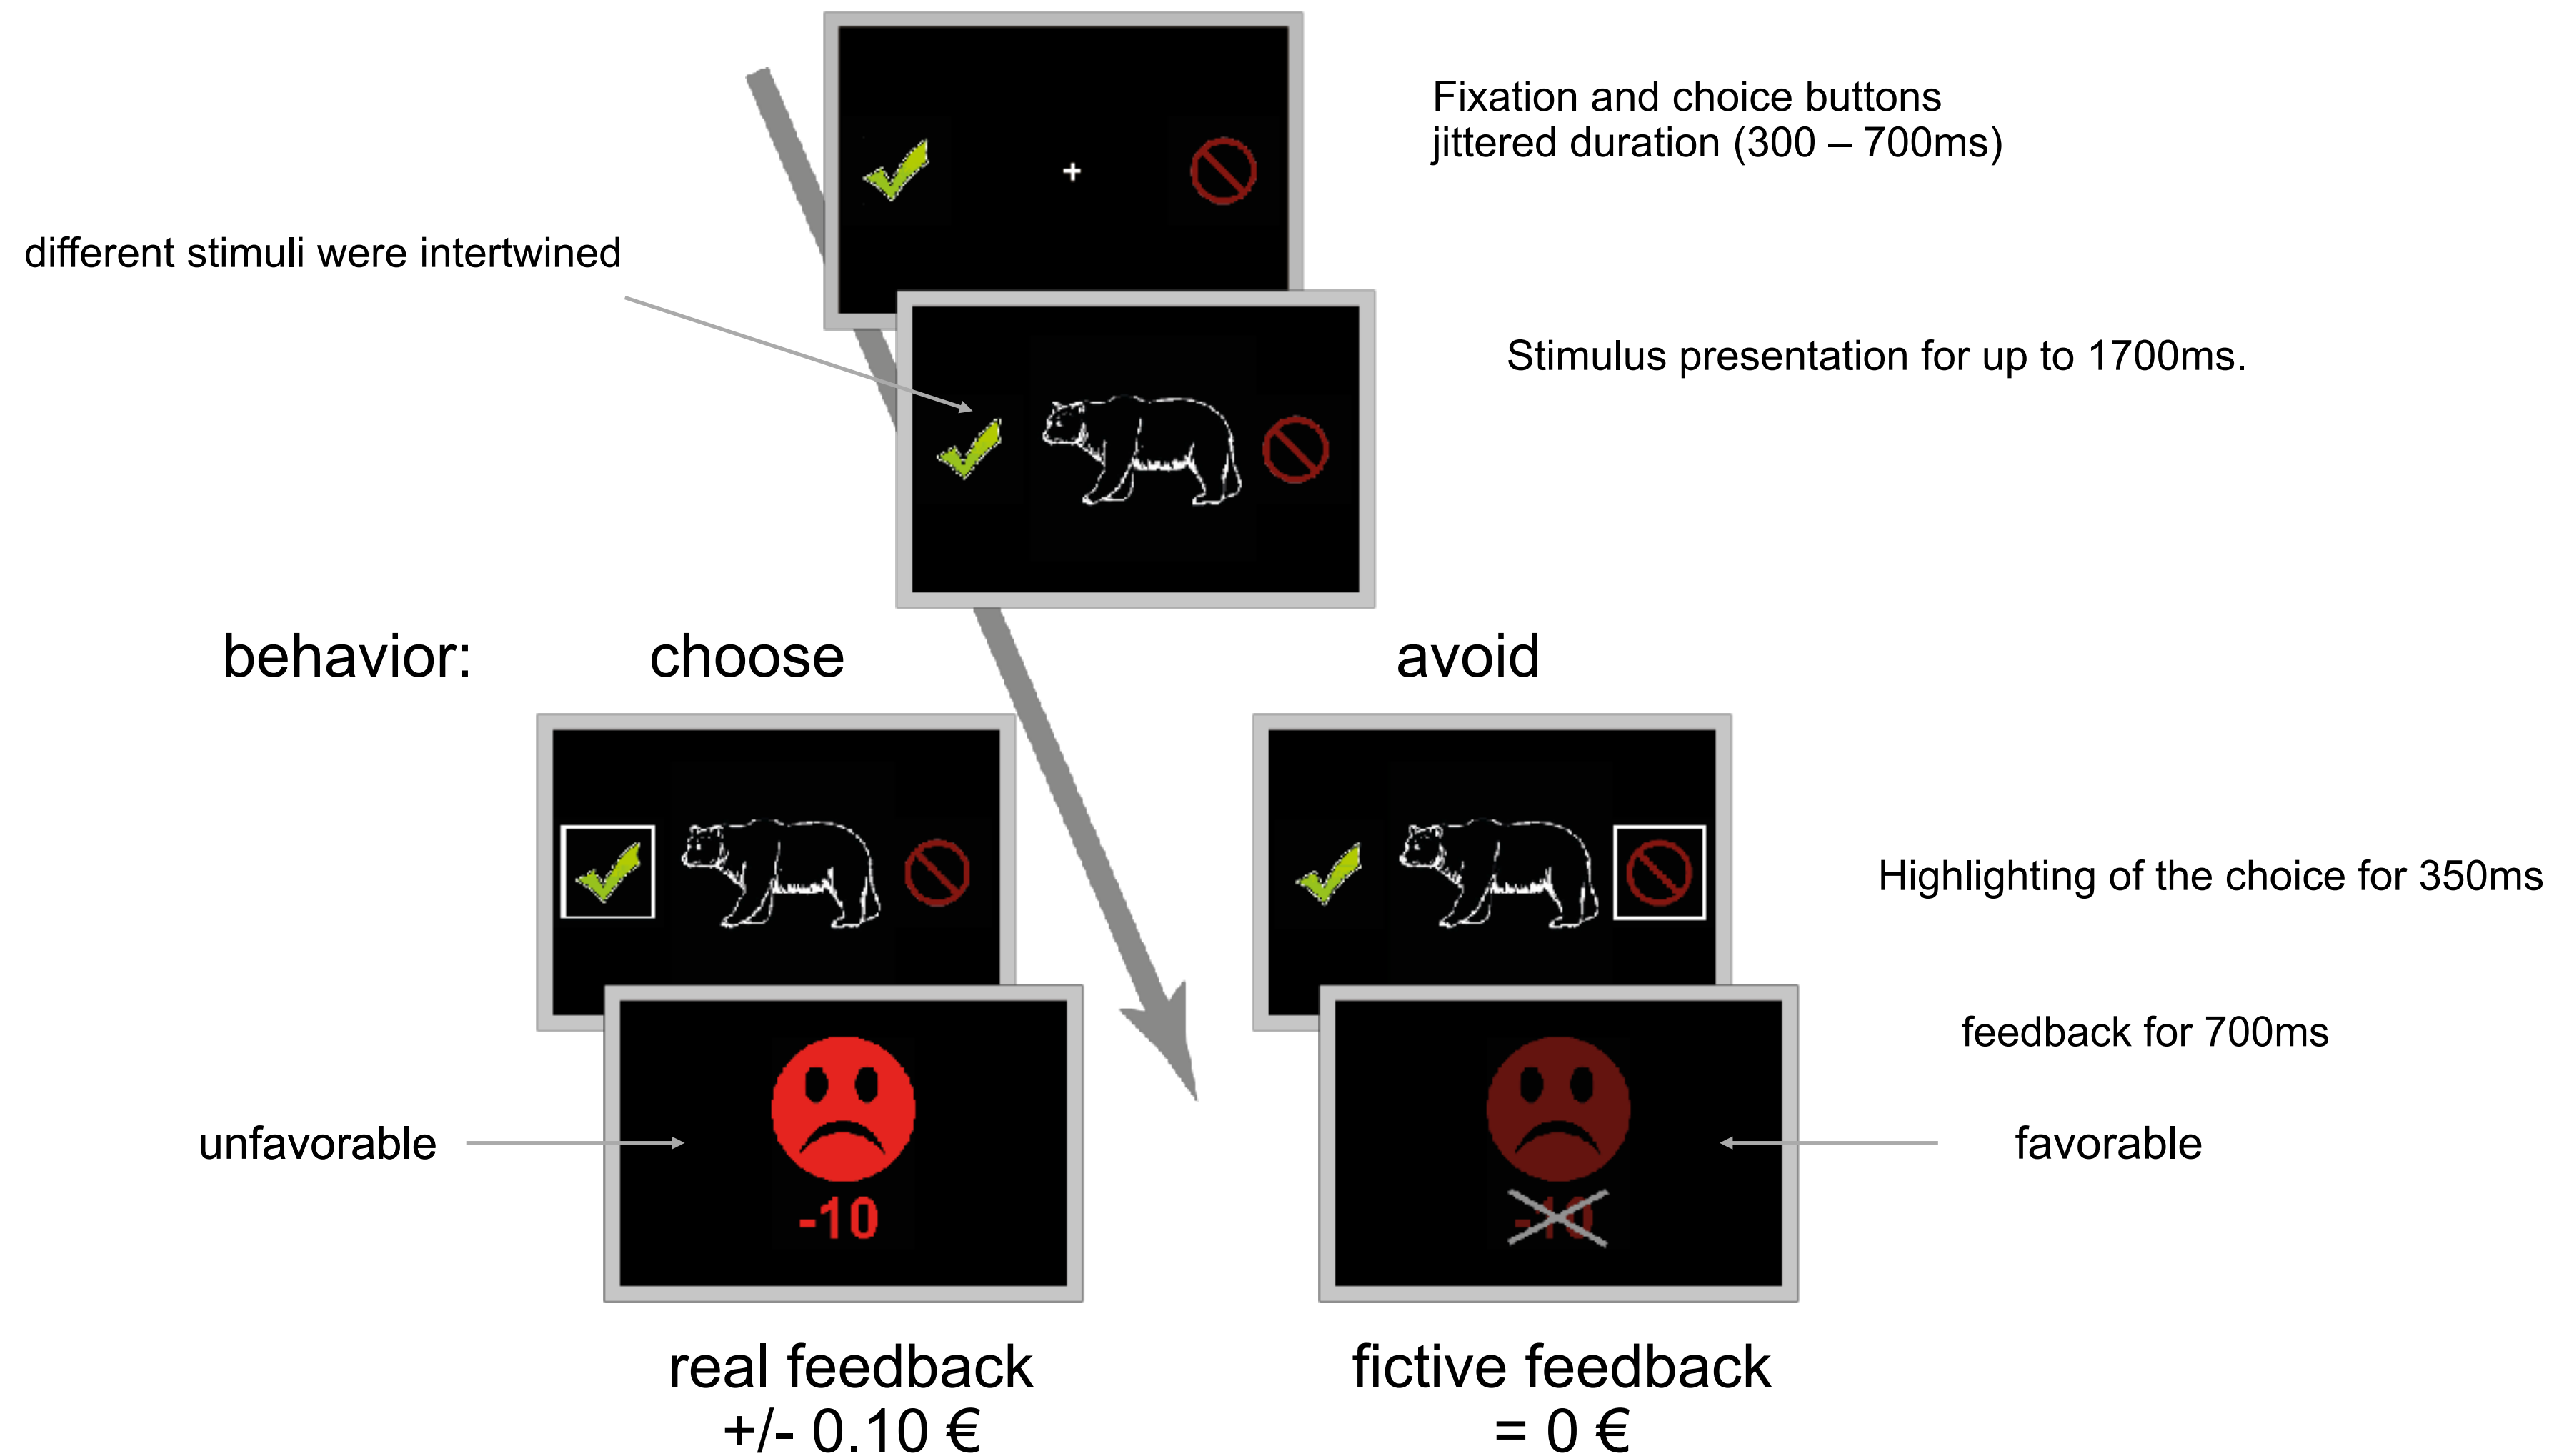 Fixation and choice buttons
jittered duration (300 – 700ms)
different stimuli were intertwined
Stimulus presentation for up to 1700ms.
behavior: choose avoid
Highlighting of the choice for 350ms
feedback for 700ms
unfavorable
favorable
-10
-10
real feedback
+/- 0.10 €
fictive feedback
= 0 €